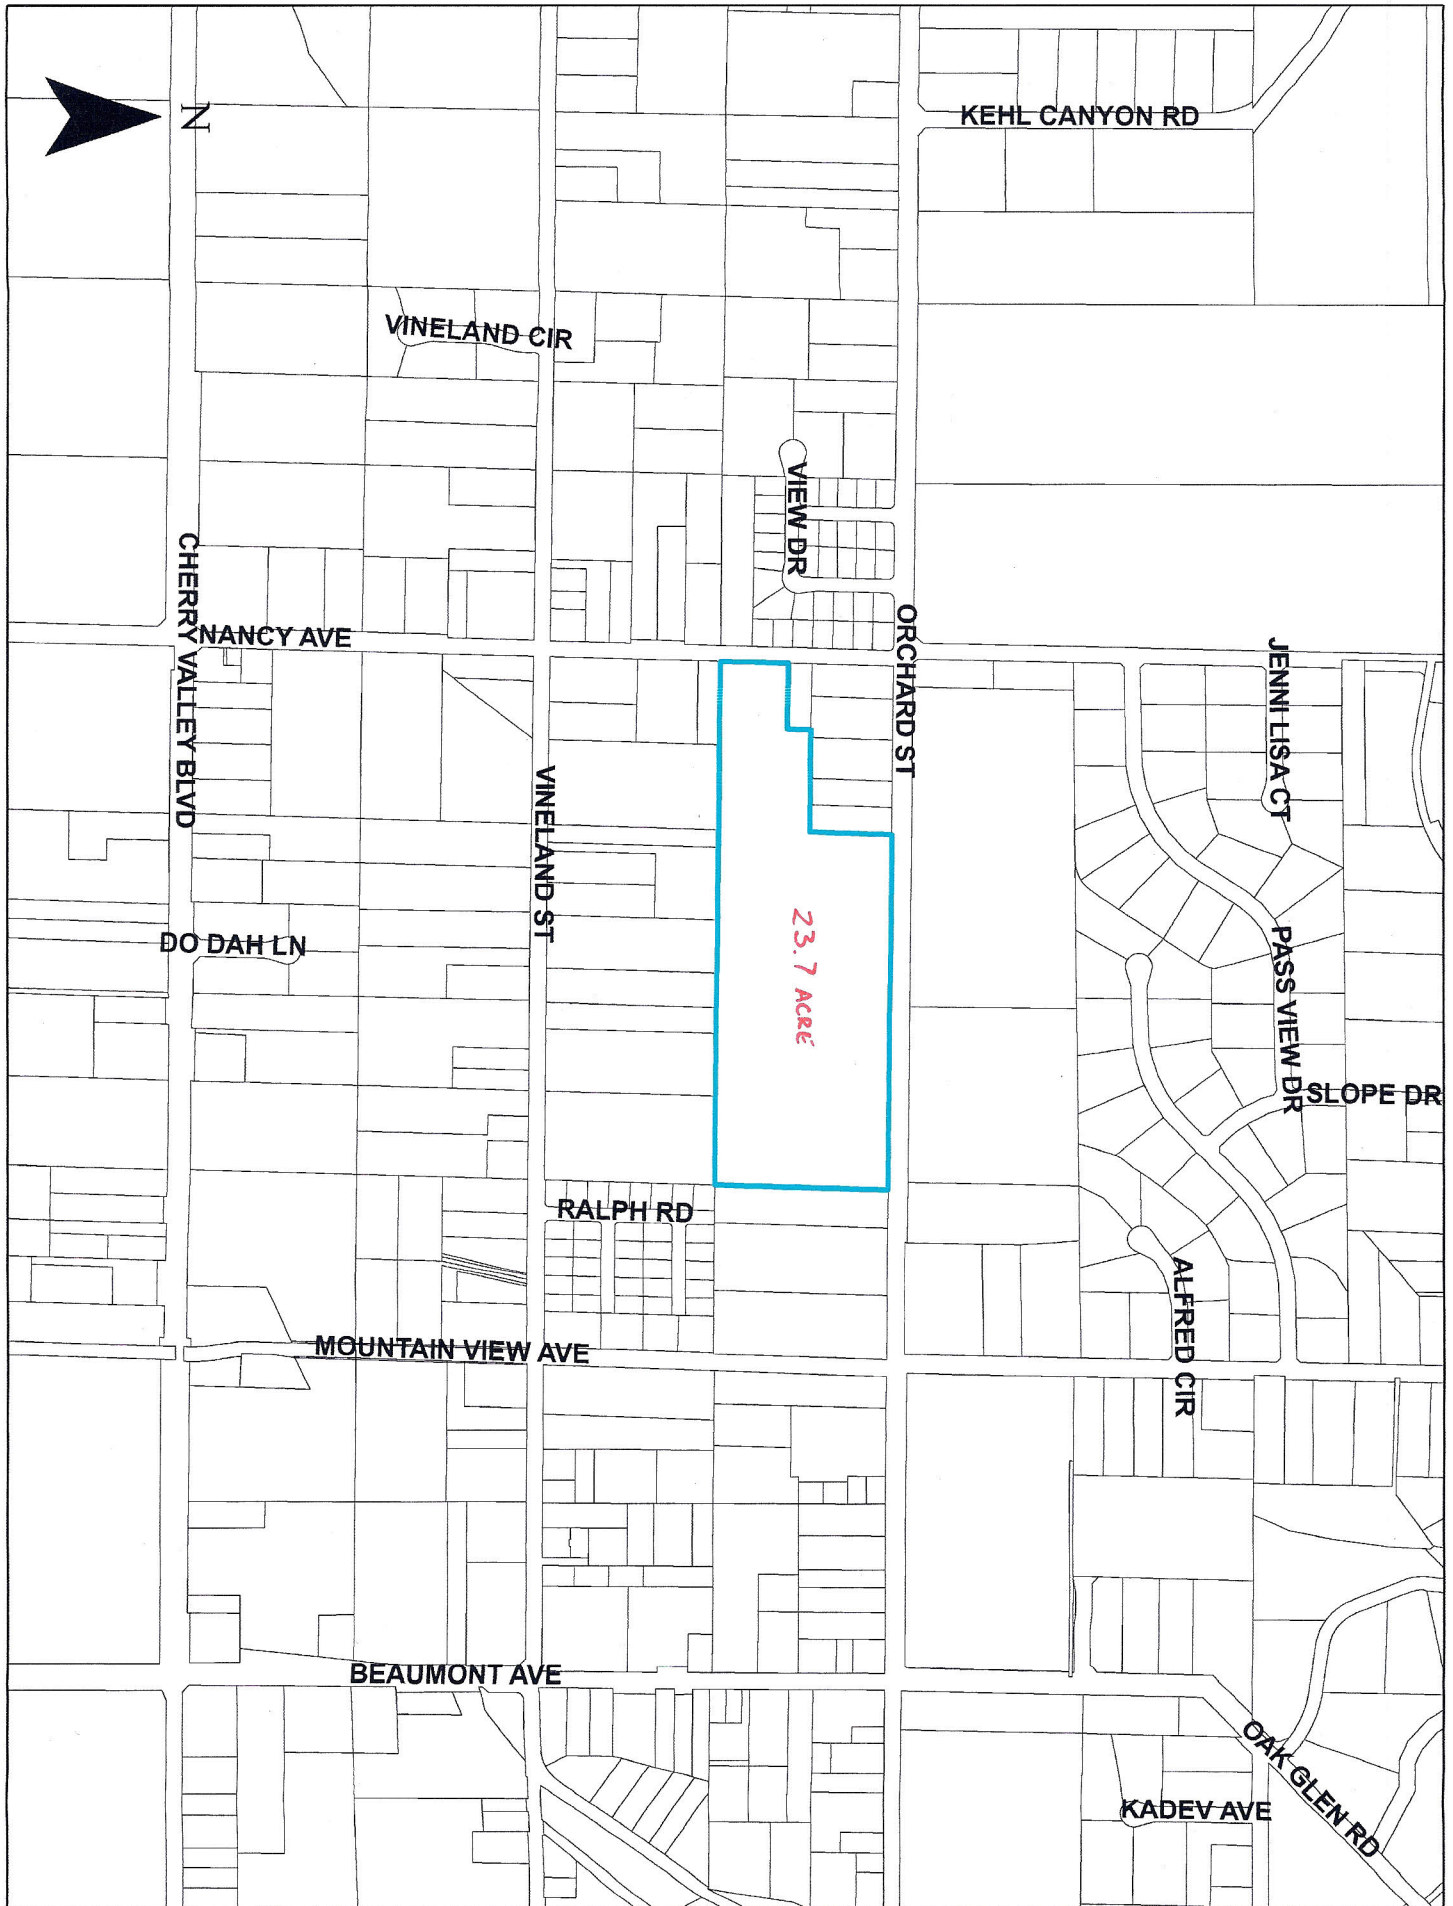 N
KEHL CANYON RD
VINELAND CIR
VIEW DR
CHERRY VALLEY BLVD
NANCY AVE
ORCHARD ST
JENNI LISA CT
VINELAND ST
23.7 ACRE
DO DAH LN
PASS VIEW DR
SLOPE DR
RALPH RD
ALFRED CIR
MOUNTAIN VIEW AVE
BEAUMONT AVE
OAK GLEN RD
KADEV AVE